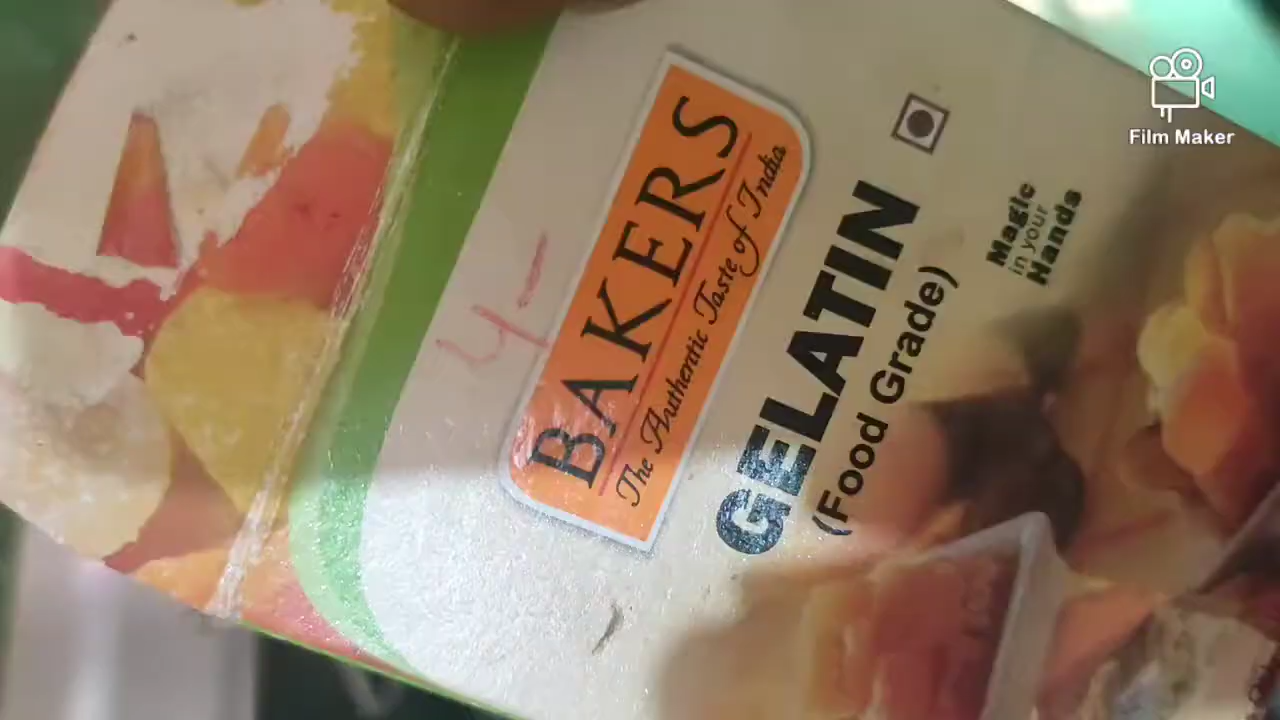 BAKERS
The Authentic Taste of India
GELATIN
(Food Grade)
Magic
in your
Hands
Film Maker